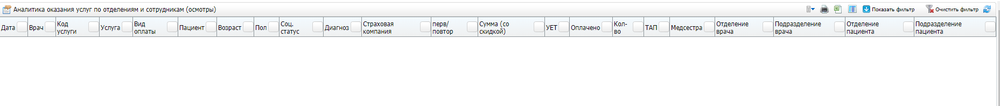 Аналитика оказания услуг по отделениям и сотрудникам (осмотры)
Показать фильтр
Очистить фильтр
Дата
Врач
Код
услуги
Услуга
Вид
оплаты
Пациент
Возраст
Пол
Соц.
статус
Диагноз
Страховая
компания
перв/
повтор
Сумма (со
скидкой)
УЕТ
Оплачено
Кол-
во
ТАП
Медсестра
Отделение
врача
Подразделение
врача
Отделение
пациента
Подразделение
пациента